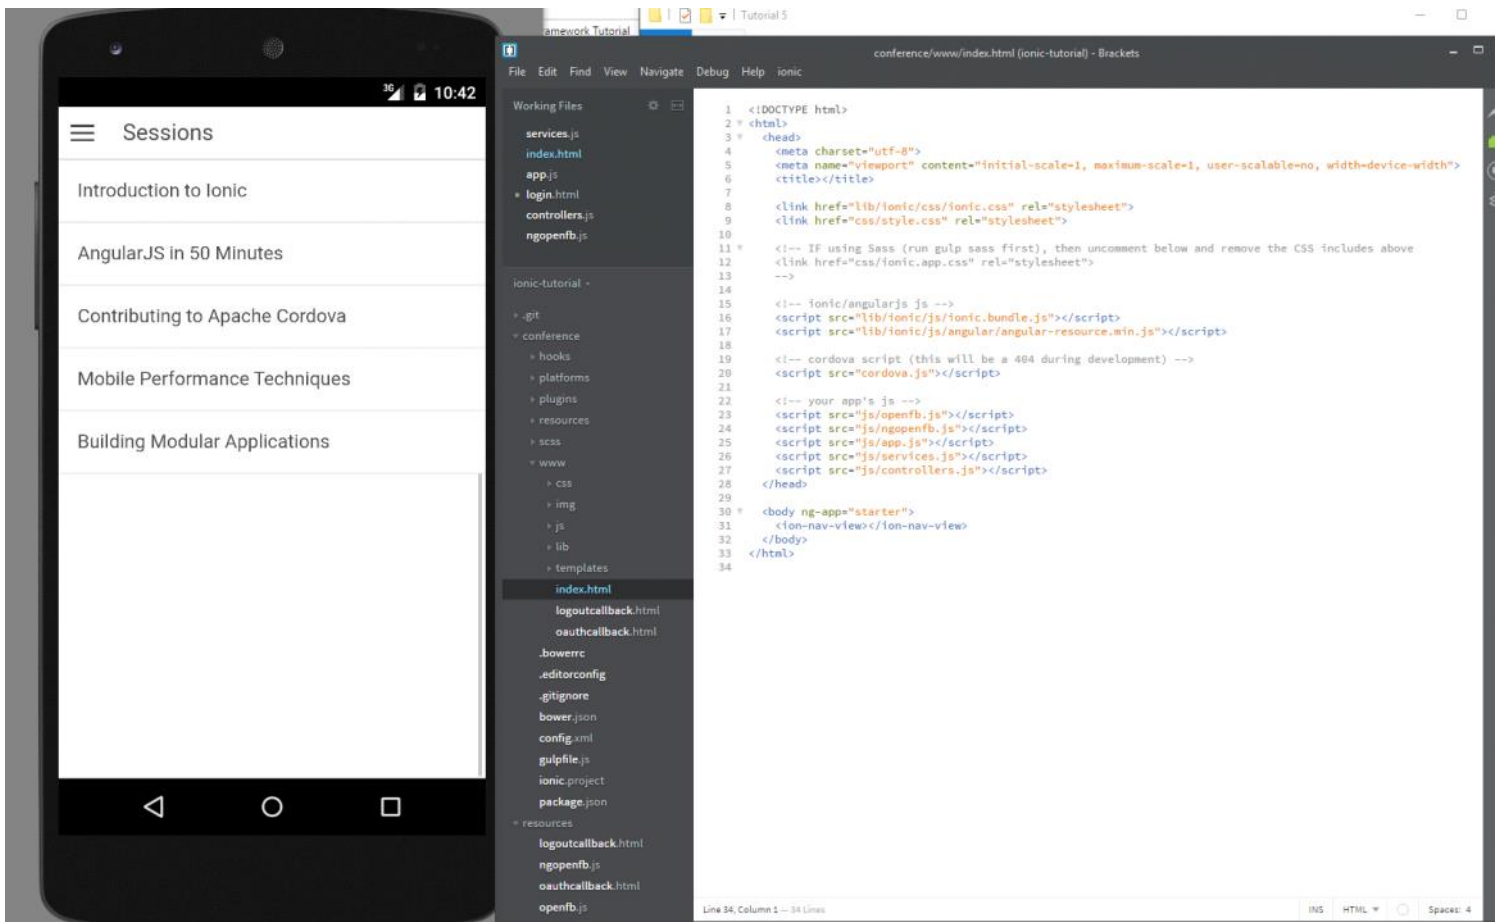 3G 10:42
Sessions
Introduction to Ionic
AngularJS in 50 Minutes
Contributing to Apache Cordova
Mobile Performance Techniques
Building Modular Applications
Tutorial 5
amework Tutorial
conference/www/index.html (ionic-tutorial) - Brackets
File Edit Find View Navigate Debug Help ionic
Working Files
services.js
index.html
app.js
login.html
controllers.js
ngopenfb.js
ionic-tutorial
.git
conference
hooks
platforms
plugins
resources
scss
www
css
img
js
lib
templates
index.html
logoutcallback.html
oauthcallback.html
.bowerrc
.editorconfig
.gitignore
bower.json
config.xml
gulpfile.js
ionic.project
package.json
resources
logoutcallback.html
ngopenfb.js
oauthcallback.html
openfb.js
1 <!DOCTYPE html>
2 <html>
3 <head>
4 <meta charset="utf-8">
5 <meta name="viewport" content="initial-scale=1, maximum-scale=1, user-scalable=no, width=device-width">
6 <title></title>
7
8 <link href="lib/ionic/css/ionic.css" rel="stylesheet">
9 <link href="css/style.css" rel="stylesheet">
10
11 <!-- IF using Sass (run gulp sass first), then uncomment below and remove the CSS includes above
12 <link href="css/ionic.app.css" rel="stylesheet">
13 -->
14
15 <!-- ionic/angularjs js -->
16 <script src="lib/ionic/js/ionic.bundle.js"></script>
17 <script src="lib/ionic/js/angular/angular-resource.min.js"></script>
18
19 <!-- cordova script (this will be a 404 during development) -->
20 <script src="cordova.js"></script>
21
22 <!-- your app's js -->
23 <script src="js/openfb.js"></script>
24 <script src="js/ngopenfb.js"></script>
25 <script src="js/app.js"></script>
26 <script src="js/services.js"></script>
27 <script src="js/controllers.js"></script>
28 </head>
29
30 <body ng-app="starter">
31 <ion-nav-view></ion-nav-view>
32 </body>
33 </html>
34
Line 34, Column 1 — 34 Lines
INS HTML Spaces: 4